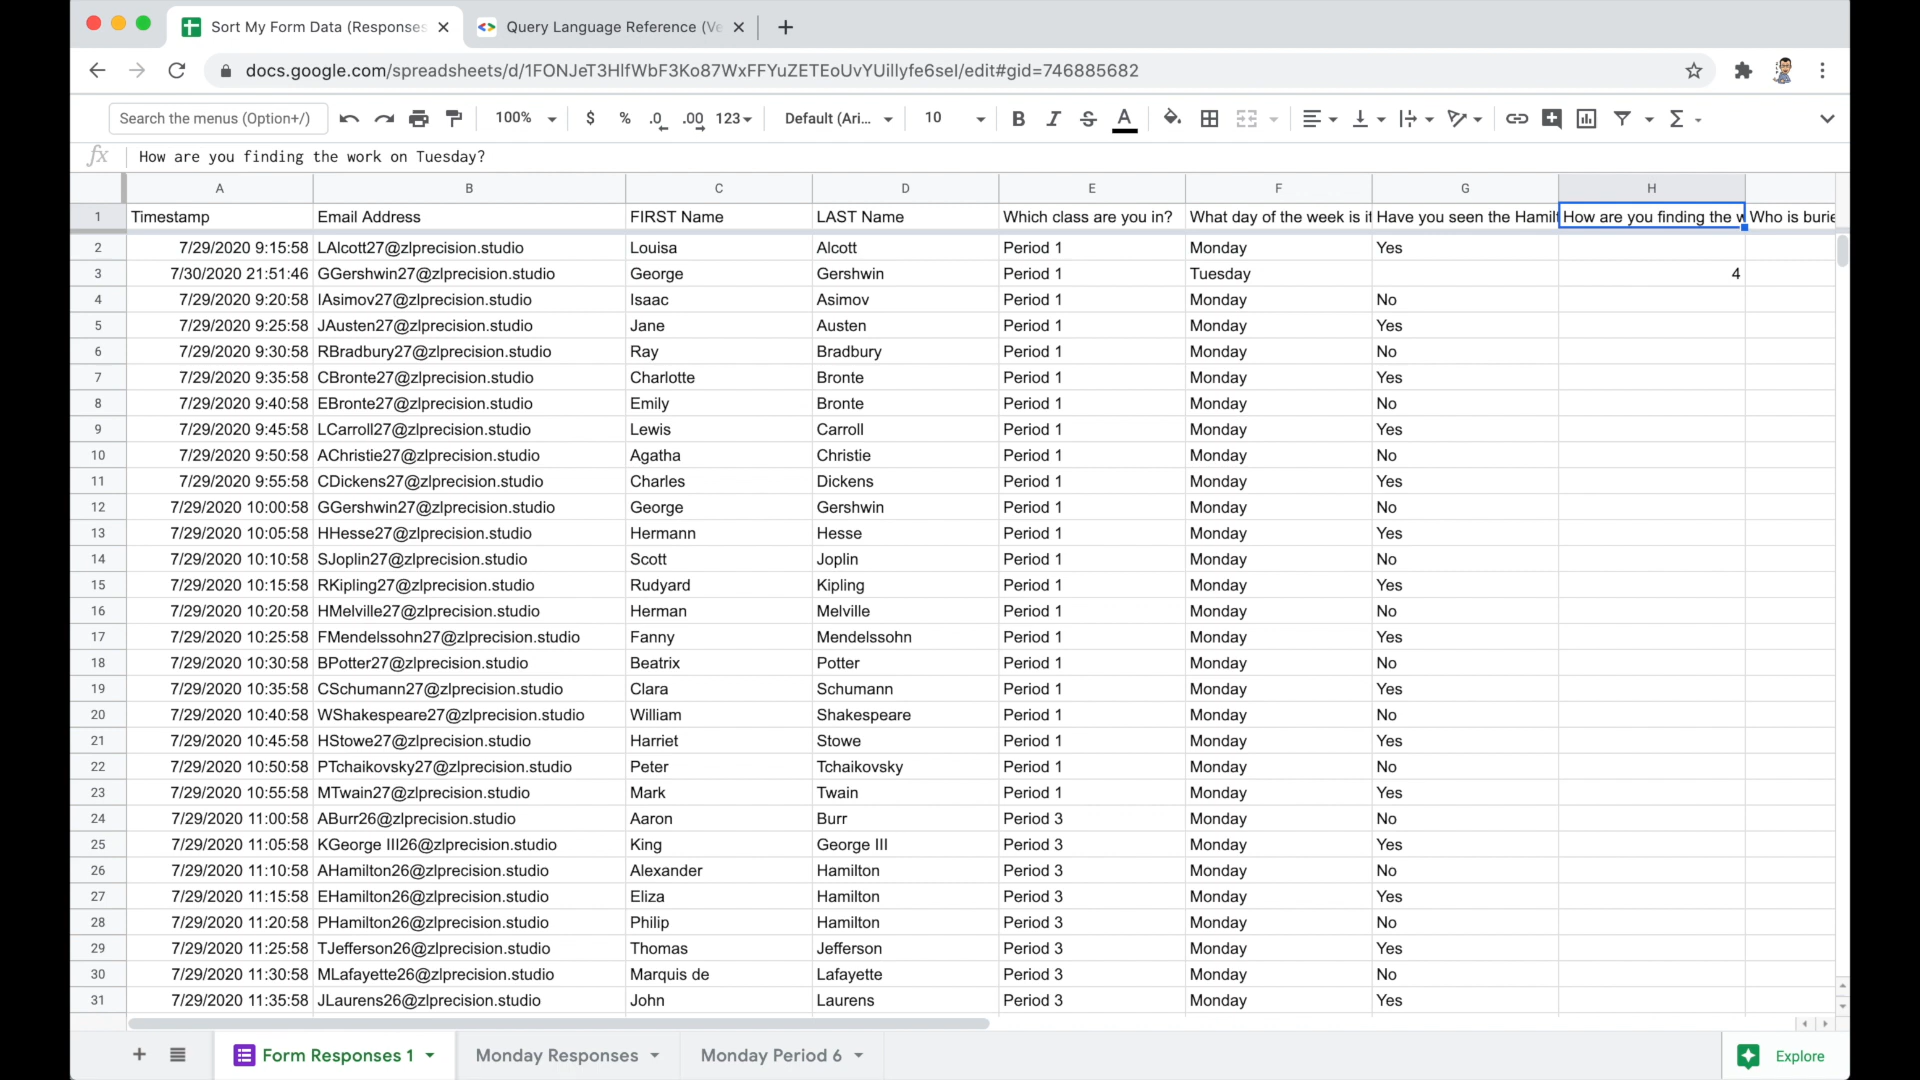 Sort My Form Data (Responses
Query Language Reference (Ve
docs.google.com/spreadsheets/d/1FONJeT3HlfWbF3Ko87WxFFYuZETEoUvYUillyfe6sel/edit#gid=746885682
Search the menus (Option+/) 100% $ % .0 .00 123 Default (Ari... 10 B I S A
fx How are you finding the work on Tuesday?
A B C D E F G H
1 Timestamp Email Address FIRST Name LAST Name Which class are you in? What day of the week is i Have you seen the Hamil How are you finding the w Who is burie
2 7/29/2020 9:15:58 LAlcott27@zlprecision.studio Louisa Alcott Period 1 Monday Yes
3 7/30/2020 21:51:46 GGershwin27@zlprecision.studio George Gershwin Period 1 Tuesday 4
4 7/29/2020 9:20:58 IAsimov27@zlprecision.studio Isaac Asimov Period 1 Monday No
5 7/29/2020 9:25:58 JAusten27@zlprecision.studio Jane Austen Period 1 Monday Yes
6 7/29/2020 9:30:58 RBradbury27@zlprecision.studio Ray Bradbury Period 1 Monday No
7 7/29/2020 9:35:58 CBronte27@zlprecision.studio Charlotte Bronte Period 1 Monday Yes
8 7/29/2020 9:40:58 EBronte27@zlprecision.studio Emily Bronte Period 1 Monday No
9 7/29/2020 9:45:58 LCarroll27@zlprecision.studio Lewis Carroll Period 1 Monday Yes
10 7/29/2020 9:50:58 AChristie27@zlprecision.studio Agatha Christie Period 1 Monday No
11 7/29/2020 9:55:58 CDickens27@zlprecision.studio Charles Dickens Period 1 Monday Yes
12 7/29/2020 10:00:58 GGershwin27@zlprecision.studio George Gershwin Period 1 Monday No
13 7/29/2020 10:05:58 HHesse27@zlprecision.studio Hermann Hesse Period 1 Monday Yes
14 7/29/2020 10:10:58 SJoplin27@zlprecision.studio Scott Joplin Period 1 Monday No
15 7/29/2020 10:15:58 RKipling27@zlprecision.studio Rudyard Kipling Period 1 Monday Yes
16 7/29/2020 10:20:58 HMelville27@zlprecision.studio Herman Melville Period 1 Monday No
17 7/29/2020 10:25:58 FMendelssohn27@zlprecision.studio Fanny Mendelssohn Period 1 Monday Yes
18 7/29/2020 10:30:58 BPotter27@zlprecision.studio Beatrix Potter Period 1 Monday No
19 7/29/2020 10:35:58 CSchumann27@zlprecision.studio Clara Schumann Period 1 Monday Yes
20 7/29/2020 10:40:58 WShakespeare27@zlprecision.studio William Shakespeare Period 1 Monday No
21 7/29/2020 10:45:58 HStowe27@zlprecision.studio Harriet Stowe Period 1 Monday Yes
22 7/29/2020 10:50:58 PTchaikovsky27@zlprecision.studio Peter Tchaikovsky Period 1 Monday No
23 7/29/2020 10:55:58 MTwain27@zlprecision.studio Mark Twain Period 1 Monday Yes
24 7/29/2020 11:00:58 ABurr26@zlprecision.studio Aaron Burr Period 3 Monday No
25 7/29/2020 11:05:58 KGeorge III26@zlprecision.studio King George III Period 3 Monday Yes
26 7/29/2020 11:10:58 AHamilton26@zlprecision.studio Alexander Hamilton Period 3 Monday No
27 7/29/2020 11:15:58 EHamilton26@zlprecision.studio Eliza Hamilton Period 3 Monday Yes
28 7/29/2020 11:20:58 PHamilton26@zlprecision.studio Philip Hamilton Period 3 Monday No
29 7/29/2020 11:25:58 TJefferson26@zlprecision.studio Thomas Jefferson Period 3 Monday Yes
30 7/29/2020 11:30:58 MLafayette26@zlprecision.studio Marquis de Lafayette Period 3 Monday No
31 7/29/2020 11:35:58 JLaurens26@zlprecision.studio John Laurens Period 3 Monday Yes
Form Responses 1 Monday Responses Monday Period 6 Explore